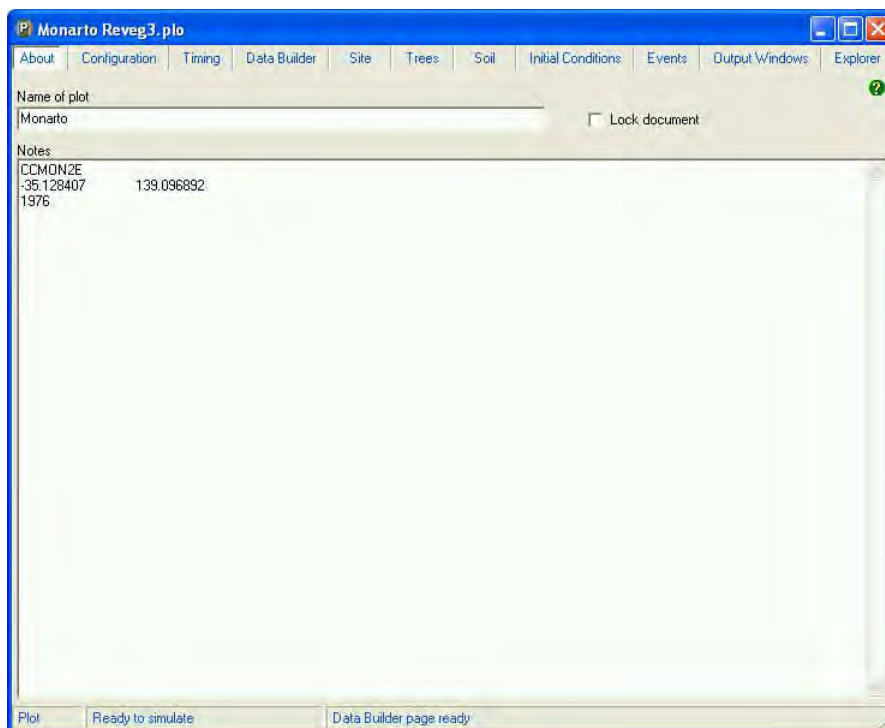 Monarto Reveg3.plo
About Configuration Timing Data Builder Site Trees Soil Initial Conditions Events Output Windows Explorer
Name of plot
?
Monarto
Lock document
Notes
CCMON2E
-35.128407 139.096892
1976
Plot Ready to simulate Data Builder page ready